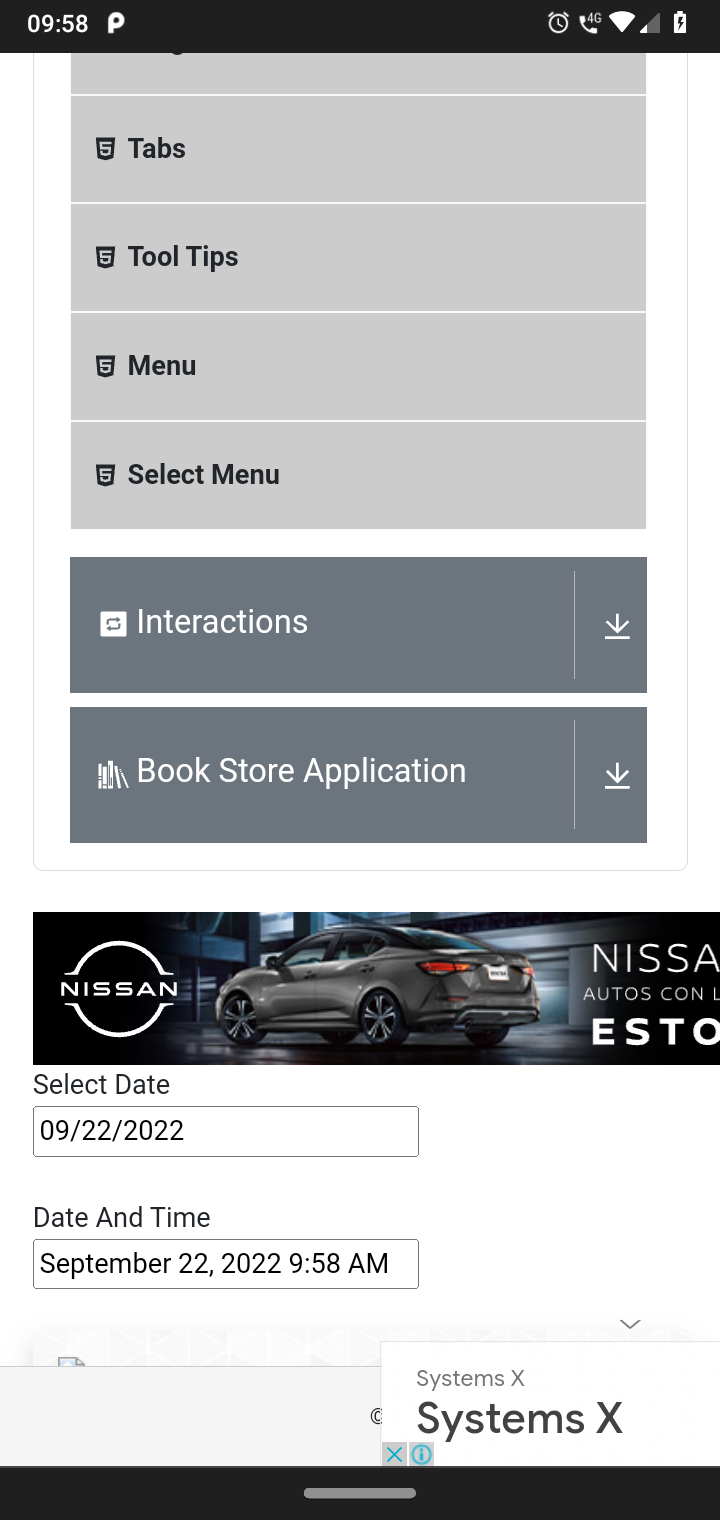 09:58
4G
Tabs
Tool Tips
Menu
Select Menu
Interactions
Book Store Application
NISSAN
NISSA
AUTOS CON L
ESTO
Select Date
09/22/2022
Date And Time
September 22, 2022 9:58 AM
©
Systems X
Systems X